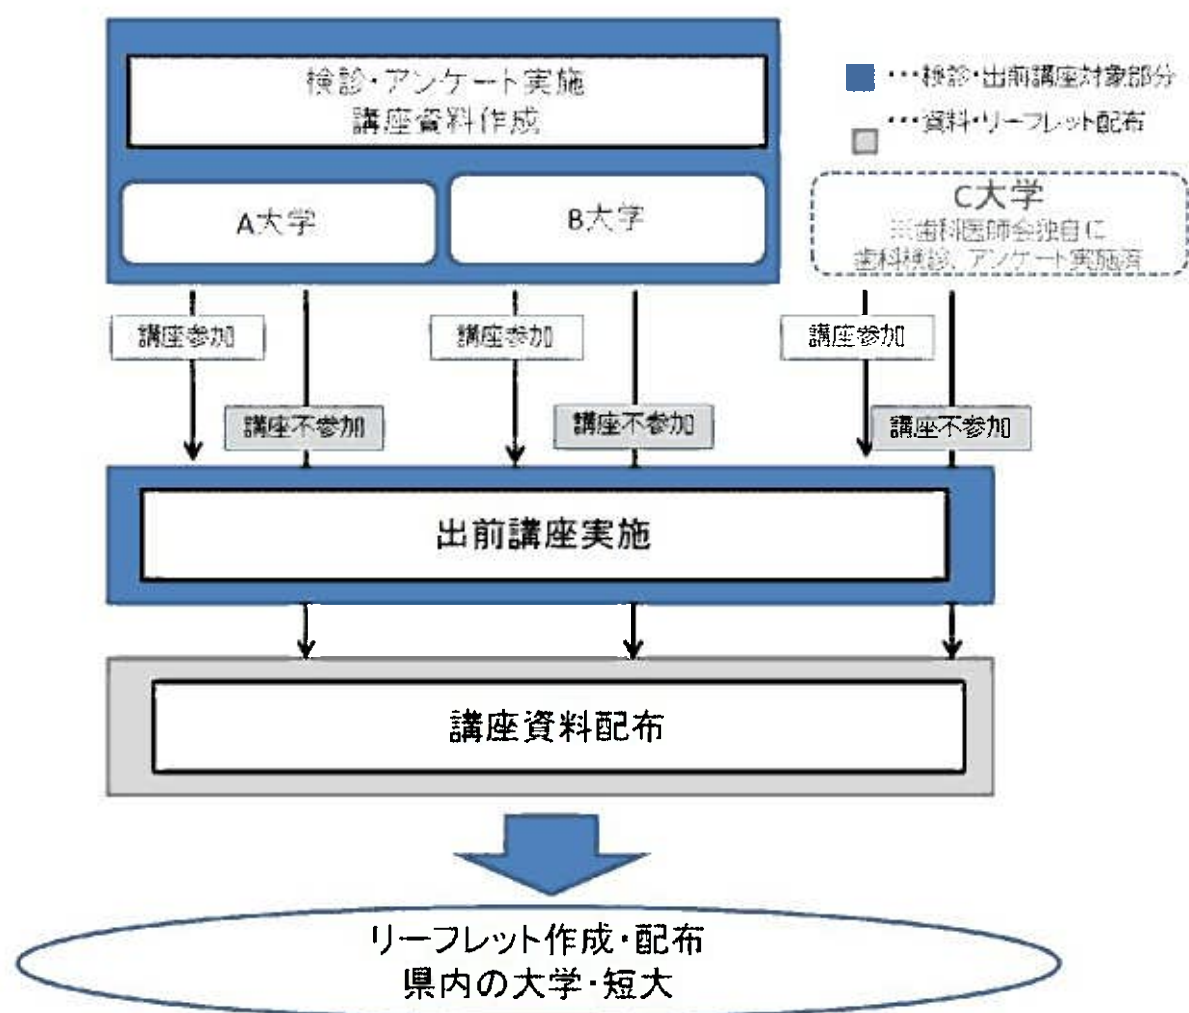 検診・アンケート実施
講座資料作成
A大学
B大学
･･･検診・出前講座対象部分
･･･資料・リーフレット配布
C大学
※歯科医師会独自に
歯科検診、アンケート実施済
講座参加
講座不参加
講座参加
講座不参加
講座参加
講座不参加
出前講座実施
講座資料配布
リーフレット作成・配布
県内の大学・短大